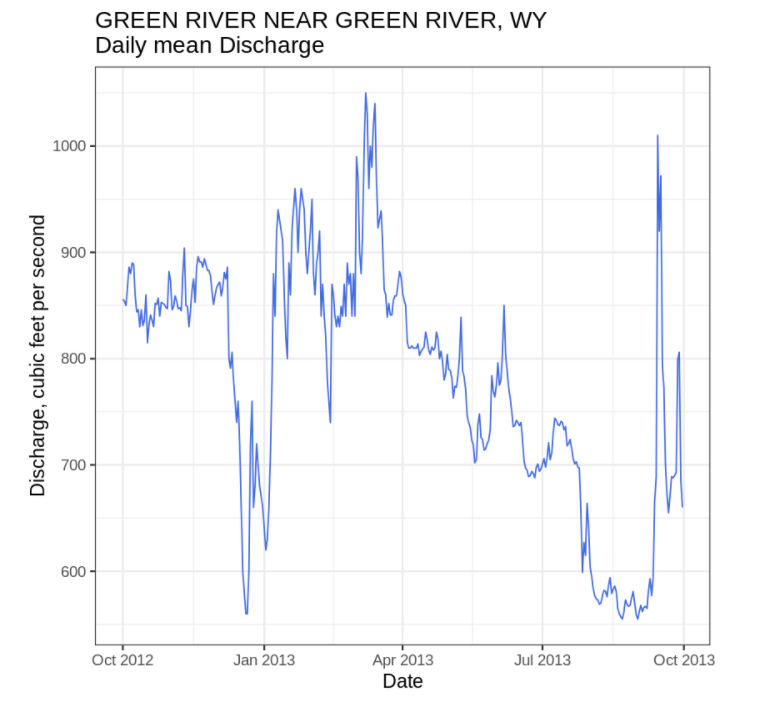 GREEN RIVER NEAR GREEN RIVER, WY
Daily mean Discharge
Discharge, cubic feet per second
1000
900
800
700
600
Oct 2012 Jan 2013 Apr 2013 Jul 2013 Oct 2013
Date